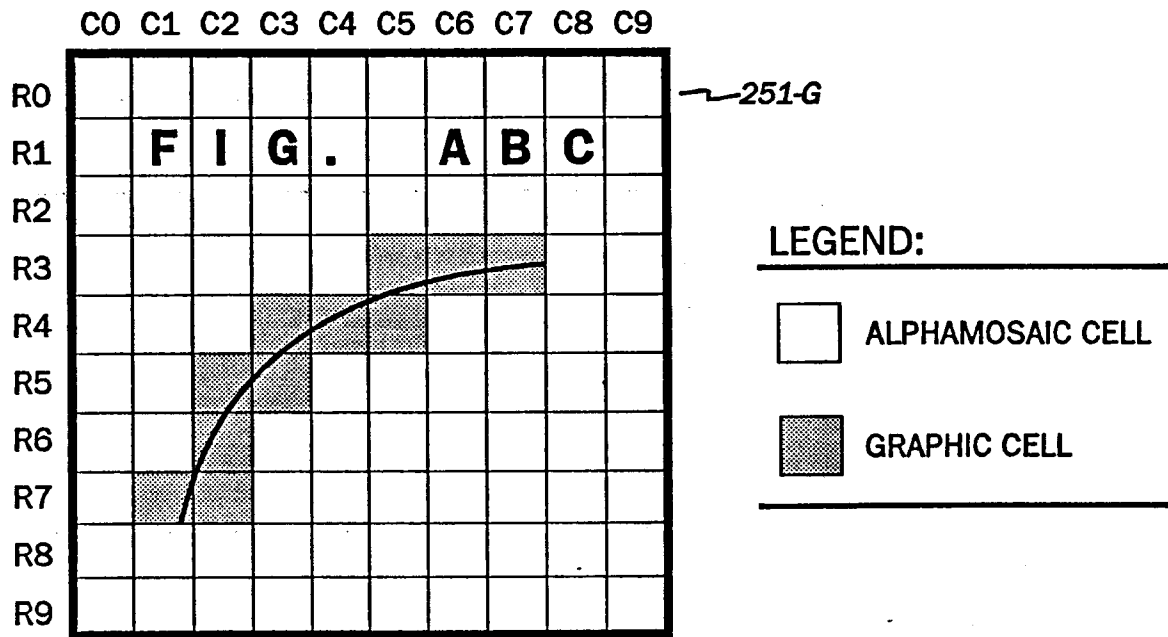 C0 C1 C2 C3 C4 C5 C6 C7 C8 C9
R0
251-G
R1 F I G . A B C
R2
LEGEND:
R3
R4
ALPHAMOSAIC CELL
R5
R6
GRAPHIC CELL
R7
R8
R9